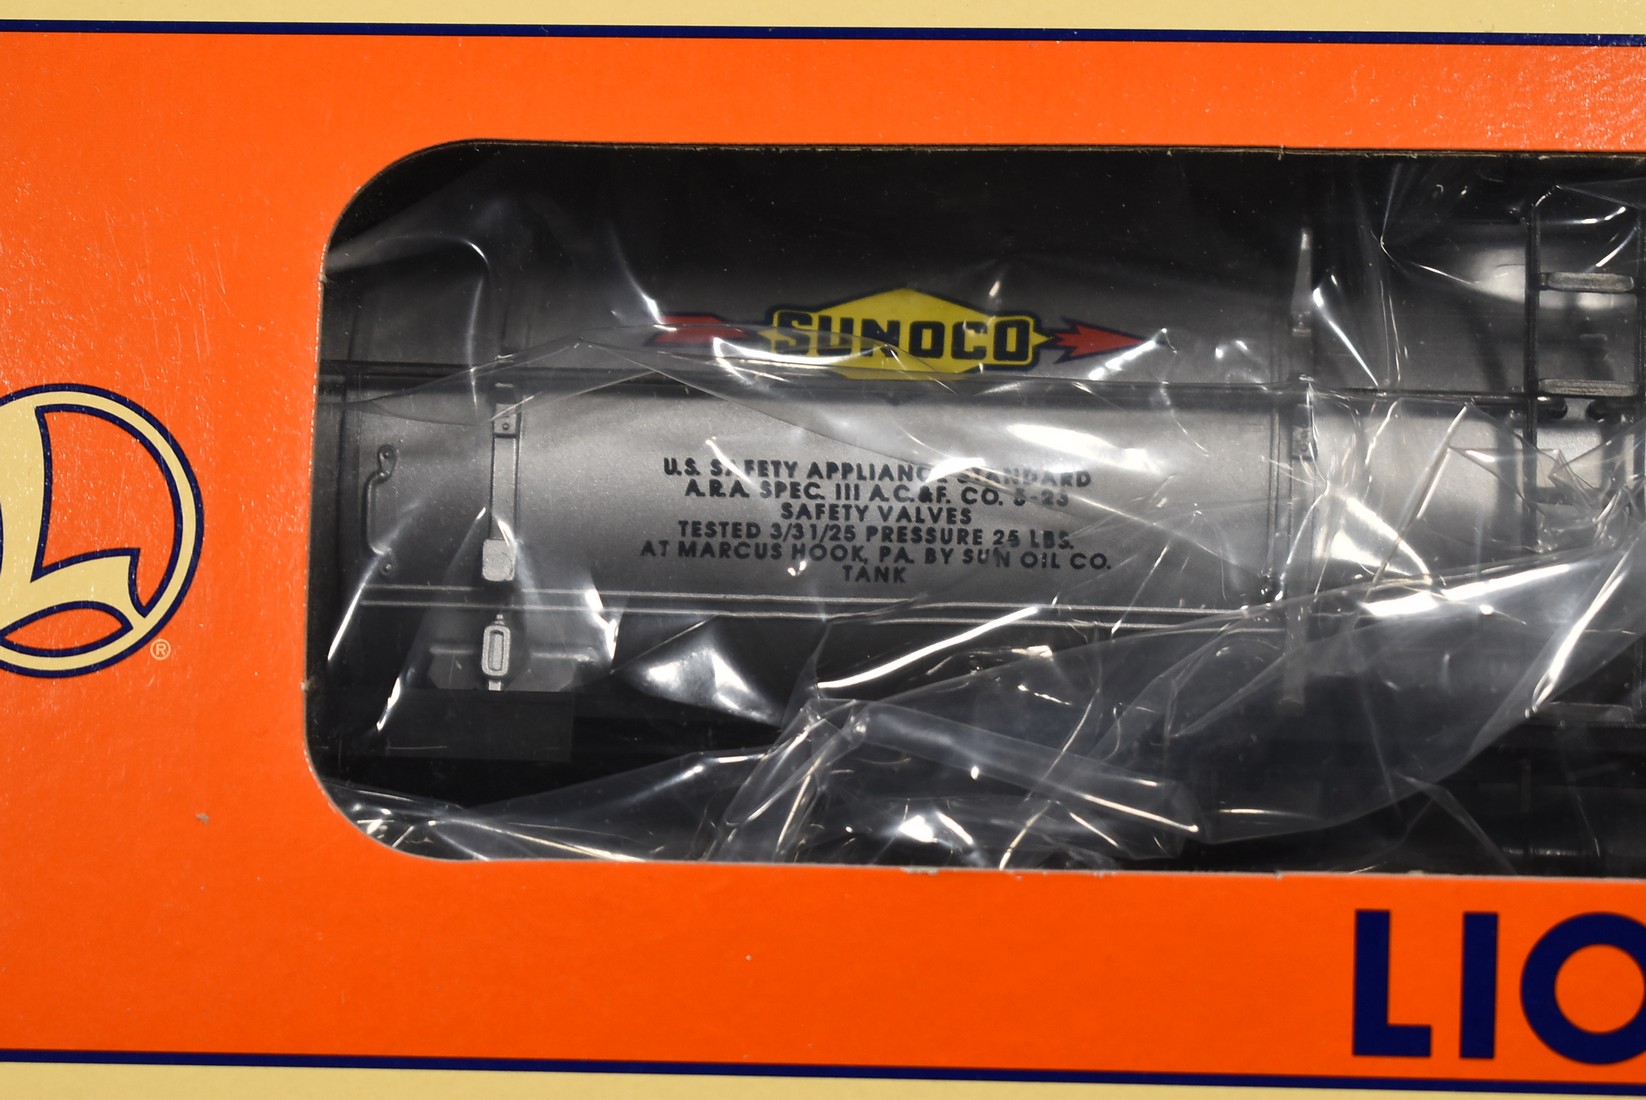 SUNOCO
U.S. SAFETY APPLIANCE STANDARD
A.R.A. SPEC. III A.C.&F. CO. 5-25
SAFETY VALVES
TESTED 3/31/25 PRESSURE 25 LBS.
AT MARCUS HOOK, PA. BY SUN OIL CO.
TANK
L
®
LIO